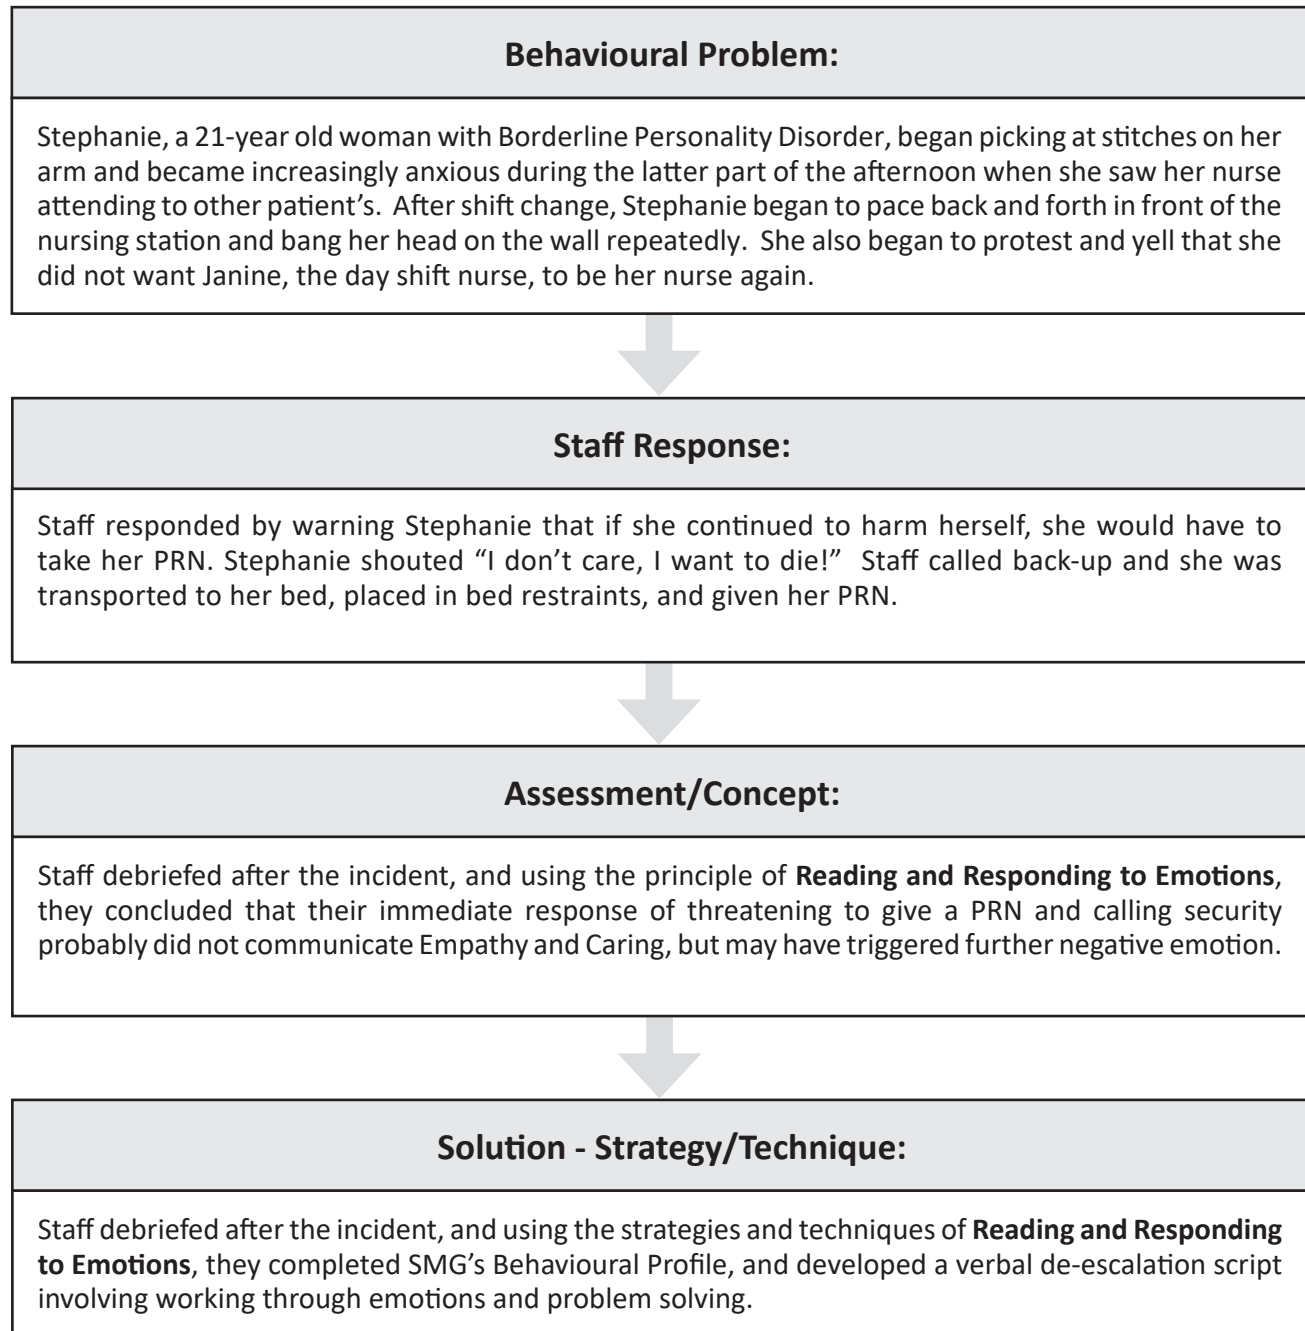 Behavioural Problem:
Stephanie, a 21-year old woman with Borderline Personality Disorder, began picking at stitches on her
arm and became increasingly anxious during the latter part of the afternoon when she saw her nurse
attending to other patient's. After shift change, Stephanie began to pace back and forth in front of the
nursing station and bang her head on the wall repeatedly. She also began to protest and yell that she
did not want Janine, the day shift nurse, to be her nurse again.
Staff Response:
Staff responded by warning Stephanie that if she continued to harm herself, she would have to
take her PRN. Stephanie shouted “I don't care, I want to die!” Staff called back-up and she was
transported to her bed, placed in bed restraints, and given her PRN.
Assessment/Concept:
Staff debriefed after the incident, and using the principle of Reading and Responding to Emotions,
they concluded that their immediate response of threatening to give a PRN and calling security
probably did not communicate Empathy and Caring, but may have triggered further negative emotion.
Solution - Strategy/Technique:
Staff debriefed after the incident, and using the strategies and techniques of Reading and Responding
to Emotions, they completed SMG's Behavioural Profile, and developed a verbal de-escalation script
involving working through emotions and problem solving.